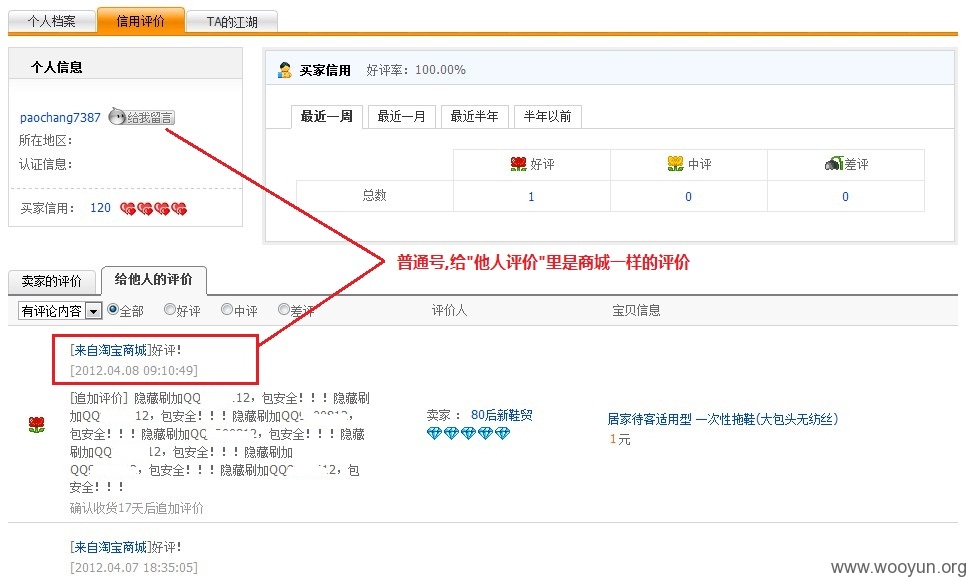 个人档案 信用评价 TA的江湖
个人信息
买家信用 好评率：100.00%
paochang7387 给我留言
所在地区:
认证信息:
买家信用： 120
最近一周 最近一月 最近半年 半年以前
好评 中评 差评
总数 1 0 0
普通号,给"他人评价"里是商城一样的评价
卖家的评价 给他人的评价
有评论内容 全部 好评 中评 差评 评价人 宝贝信息
[来自淘宝商城]好评!
[2012.04.08 09:10:49]
[追加评价] 隐藏刷加QQ .12，包安全！！！隐藏刷
加QQ 12，包安全！！！隐藏刷加QQ
包安全！！！隐藏刷加QQ 包安全！！！隐藏
刷加QQ 12，包安全！！！隐藏刷加
QQ 包安全！！！隐藏刷加QQ 12，包
安全！！！
确认收货17天后追加评价
卖家 ： 80后新鞋贸
居家待客适用型 一次性拖鞋(大包头无纺丝)
1 元
[来自淘宝商城]好评!
[2012.04.07 18:35:05]
www.wooyun.org